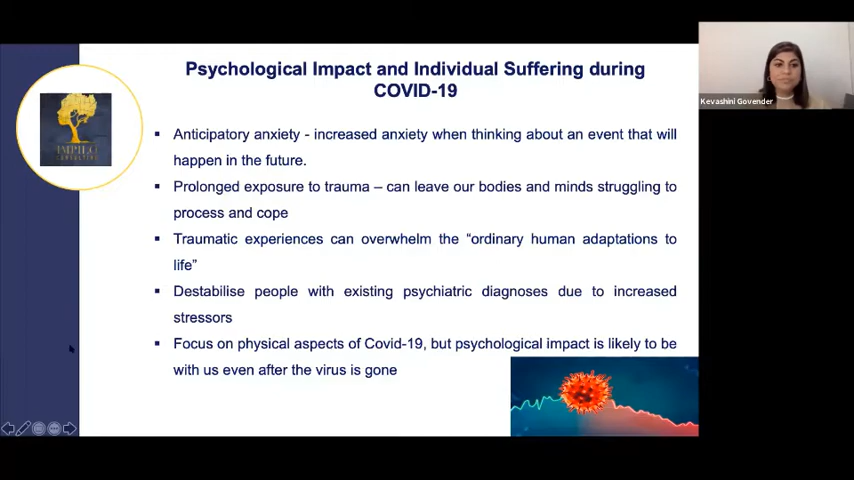 Psychological Impact and Individual Suffering during
COVID-19
Kevashini Govender
IMPILO
CONSULTING
▪ Anticipatory anxiety - increased anxiety when thinking about an event that will
happen in the future.
▪ Prolonged exposure to trauma – can leave our bodies and minds struggling to
process and cope
▪ Traumatic experiences can overwhelm the “ordinary human adaptations to
life”
▪ Destabilise people with existing psychiatric diagnoses due to increased
stressors
▪ Focus on physical aspects of Covid-19, but psychological impact is likely to be
with us even after the virus is gone